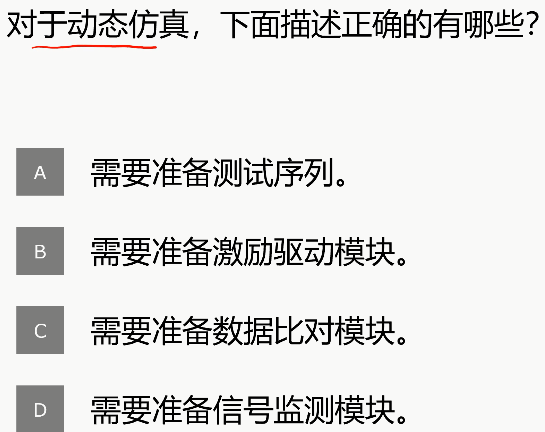 对于动态仿真，下面描述正确的有哪些？
A 需要准备测试序列。
B 需要准备激励驱动模块。
C 需要准备数据比对模块。
D 需要准备信号监测模块。